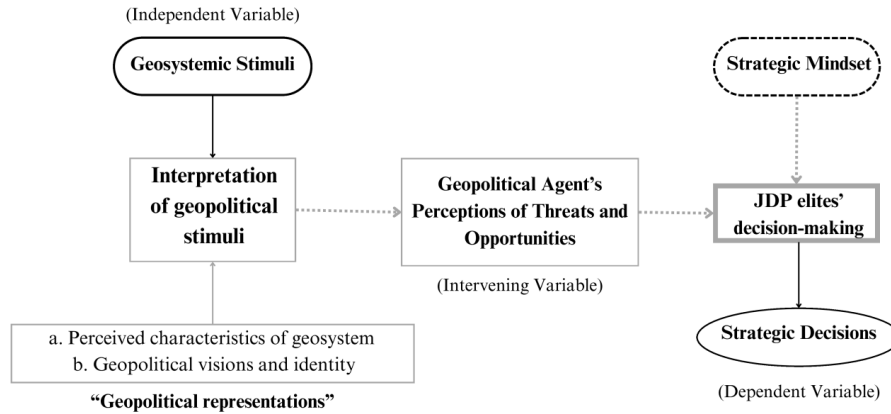 (Independent Variable)
Geosystemic Stimuli
Strategic Mindset
Interpretation
of geopolitical
stimuli
Geopolitical Agent’s
Perceptions of Threats and
Opportunities
(Intervening Variable)
JDP elites’
decision-making
a. Perceived characteristics of geosystem
b. Geopolitical visions and identity
“Geopolitical representations”
Strategic Decisions
(Dependent Variable)